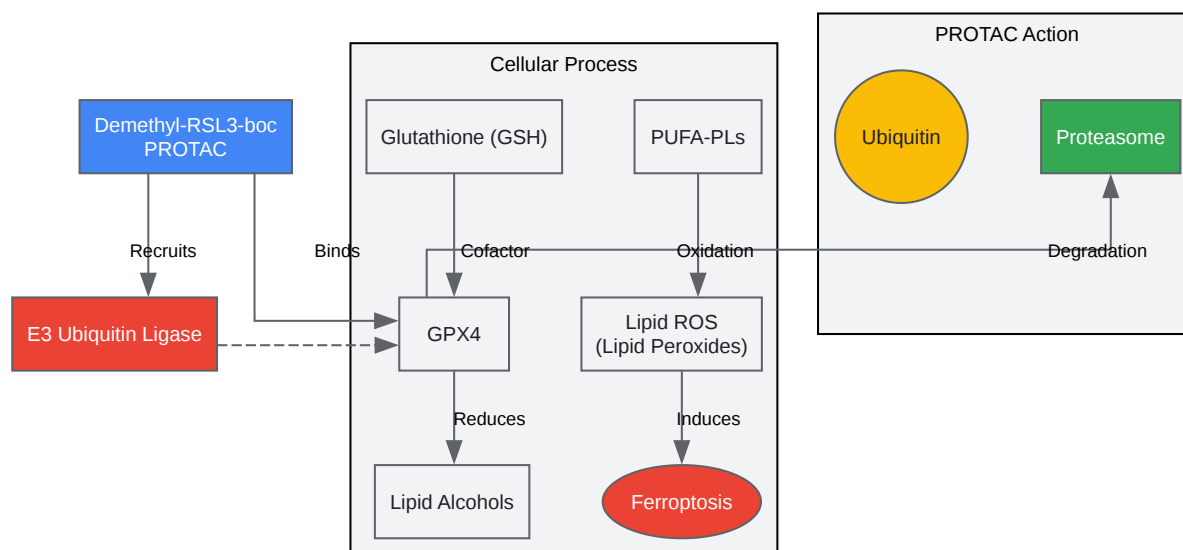 PROTAC Action
Cellular Process
Demethyl-RSL3-boc
PROTAC
Glutathione (GSH)
PUFA-PLs
Ubiquitin
Proteasome
Recruits
Binds
Cofactor
Oxidation
Degradation
E3 Ubiquitin Ligase
GPX4
Lipid ROS
(Lipid Peroxides)
Reduces
Induces
Lipid Alcohols
Ferroptosis